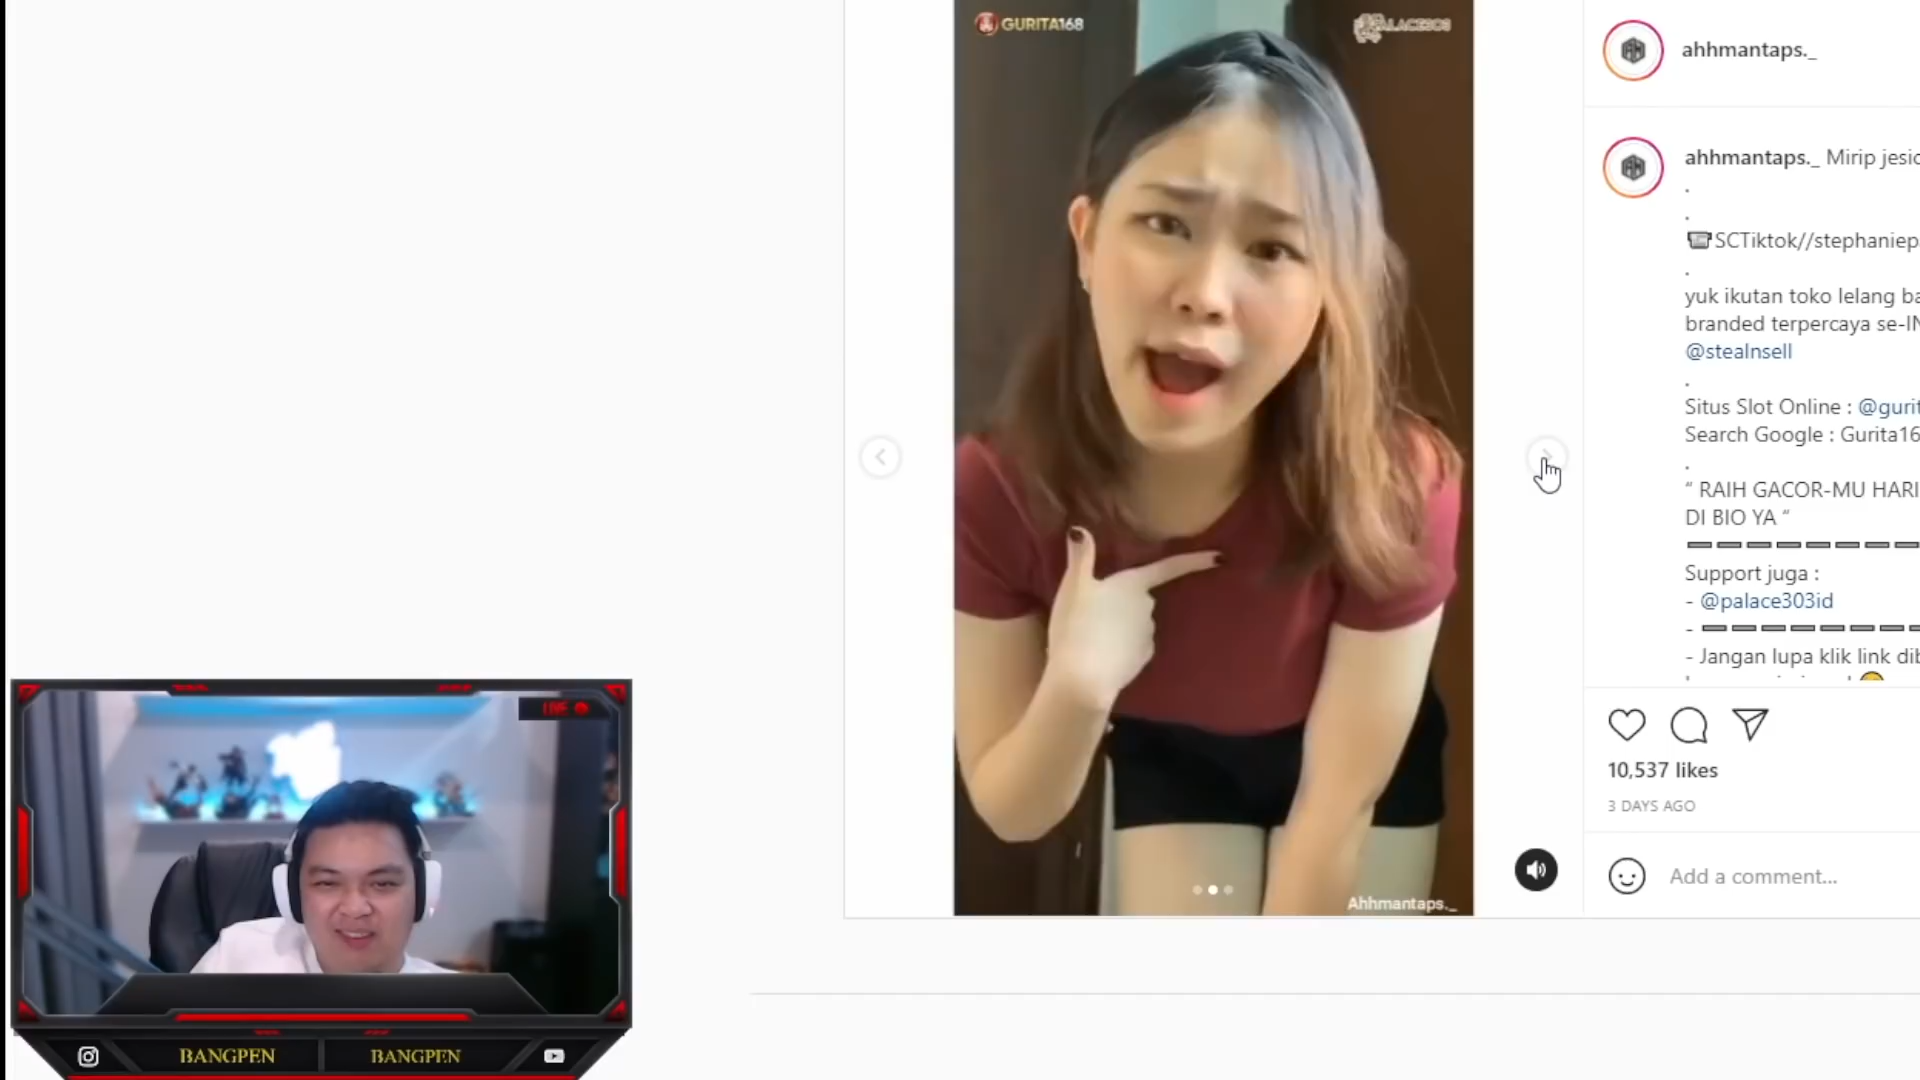 GURITA168
PALACE303
ahhmantaps._
ahhmantaps._ Mirip jesic
.
.
SCTiktok//stephaniep
.
yuk ikutan toko lelang ba
branded terpercaya se-IN
@stealnsell
.
Situs Slot Online : @gurit
Search Google : Gurita16
.
“ RAIH GACOR-MU HARI
DI BIO YA “
Support juga :
- @palace303id
-
- Jangan lupa klik link dib
10,537 likes
3 DAYS AGO
Add a comment...
Ahhmantaps._
LIVE
BANGPEN
BANGPEN